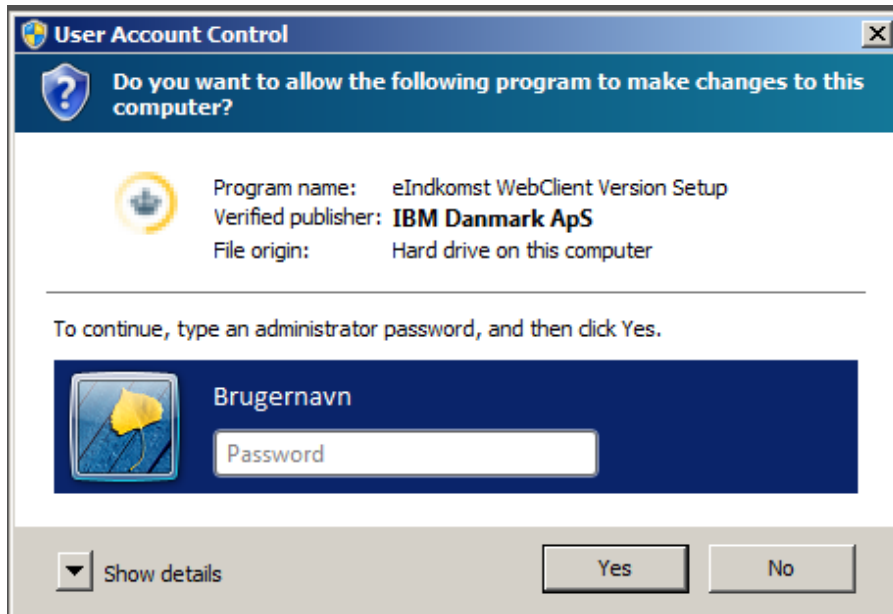 User Account Control
Do you want to allow the following program to make changes to this
computer?
Program name: eIndkomst WebClient Version Setup
Verified publisher: IBM Danmark ApS
File origin: Hard drive on this computer
To continue, type an administrator password, and then click Yes.
Brugernavn
Password
Show details
Yes
No